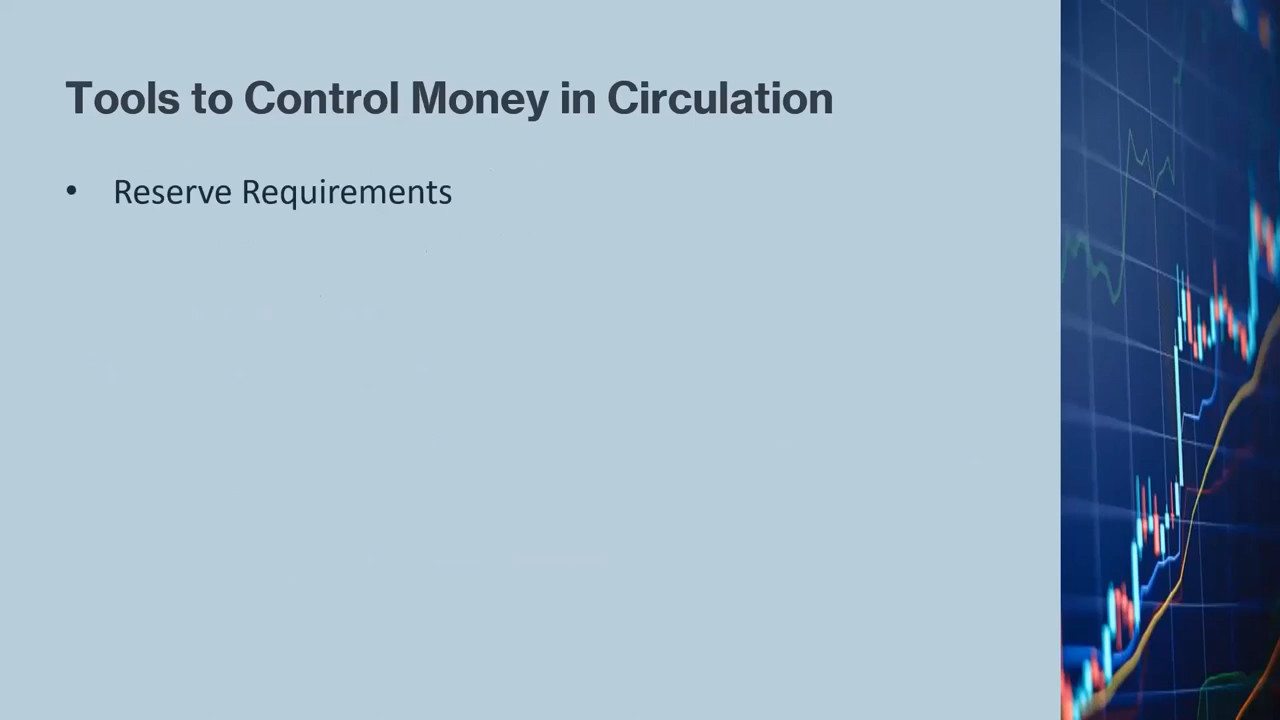 Tools to Control Money in Circulation
• Reserve Requirements